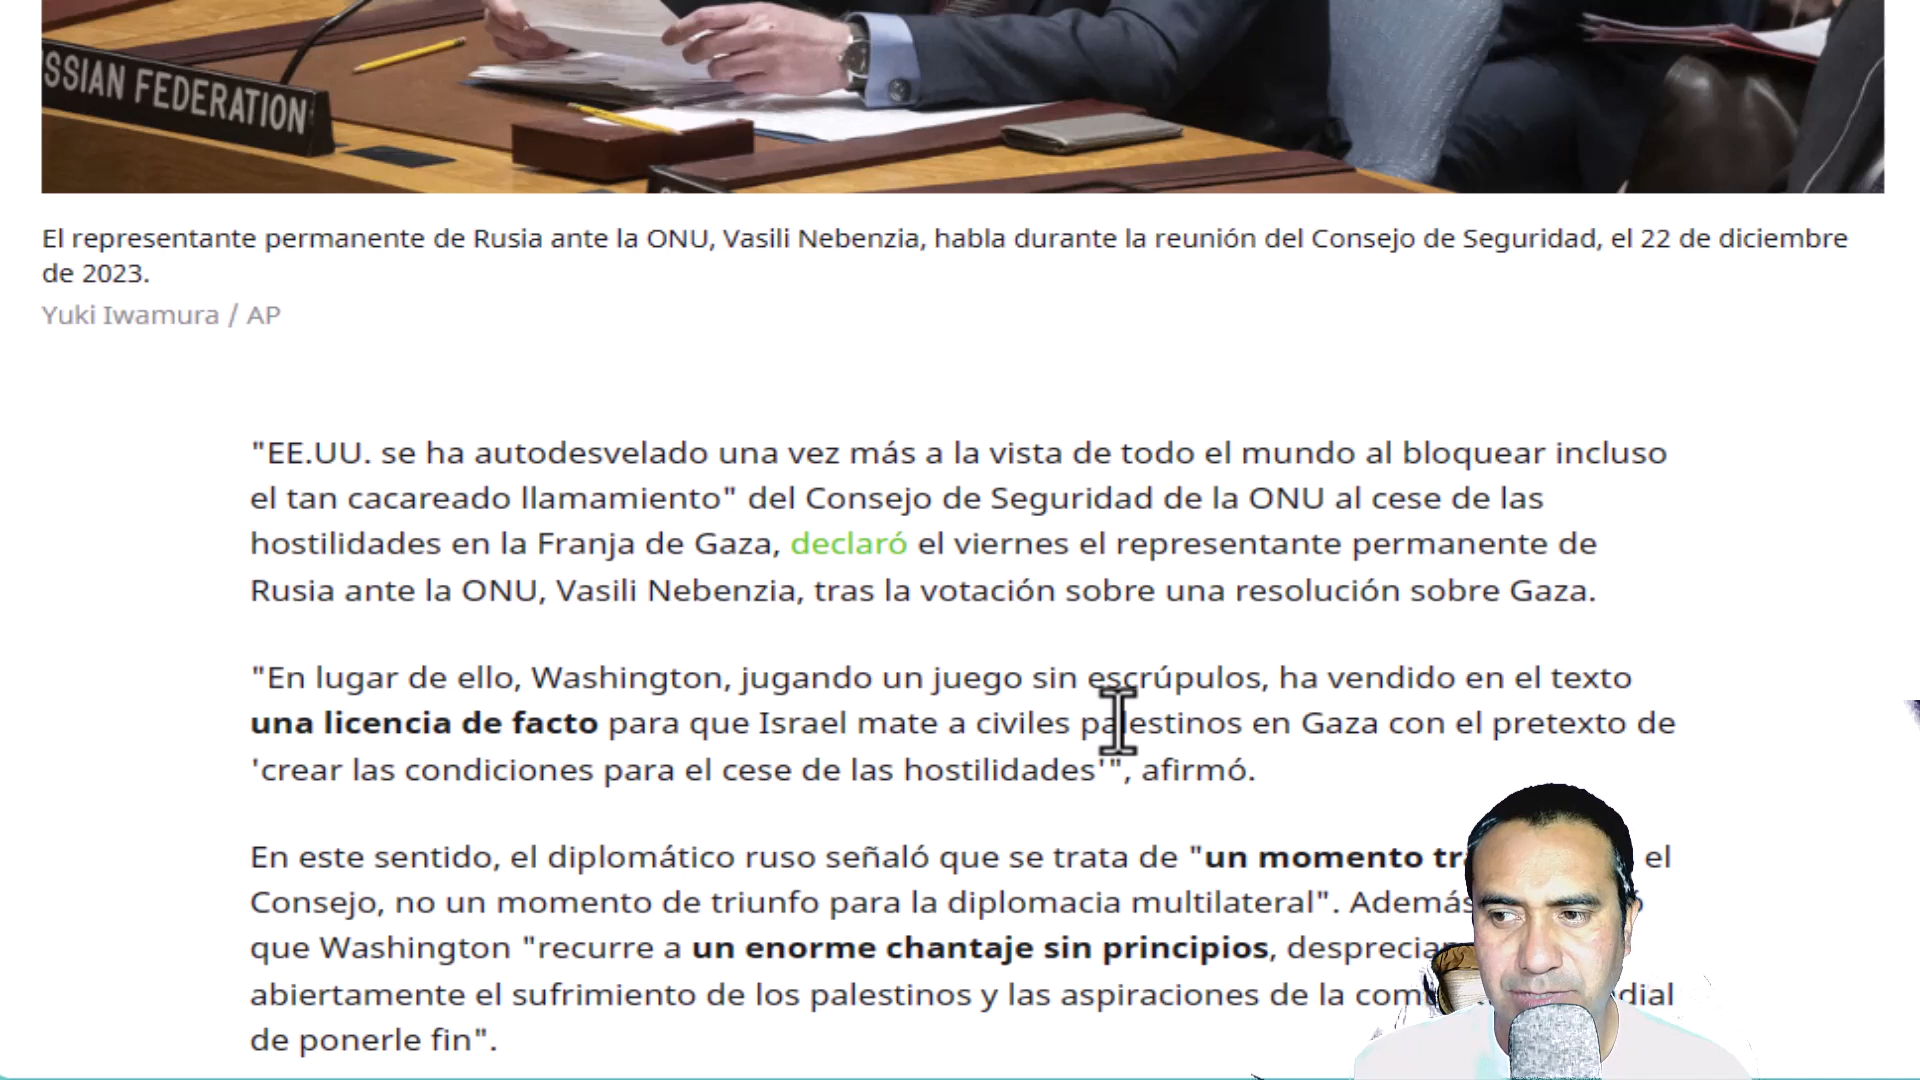 SSIAN FEDERATION
El representante permanente de Rusia ante la ONU, Vasili Nebenzia, habla durante la reunión del Consejo de Seguridad, el 22 de diciembre
de 2023.
Yuki Iwamura / AP
"EE.UU. se ha autodesvelado una vez más a la vista de todo el mundo al bloquear incluso
el tan cacareado llamamiento" del Consejo de Seguridad de la ONU al cese de las
hostilidades en la Franja de Gaza, declaró el viernes el representante permanente de
Rusia ante la ONU, Vasili Nebenzia, tras la votación sobre una resolución sobre Gaza.
"En lugar de ello, Washington, jugando un juego sin escrúpulos, ha vendido en el texto
una licencia de facto para que Israel mate a civiles palestinos en Gaza con el pretexto de
'crear las condiciones para el cese de las hostilidades'", afirmó.
En este sentido, el diplomático ruso señaló que se trata de "un momento el
Consejo, no un momento de triunfo para la diplomacia multilateral". Además
que Washington "recurre a un enorme chantaje sin principios,
abiertamente el sufrimiento de los palestinos y las aspiraciones de la
de ponerle fin".